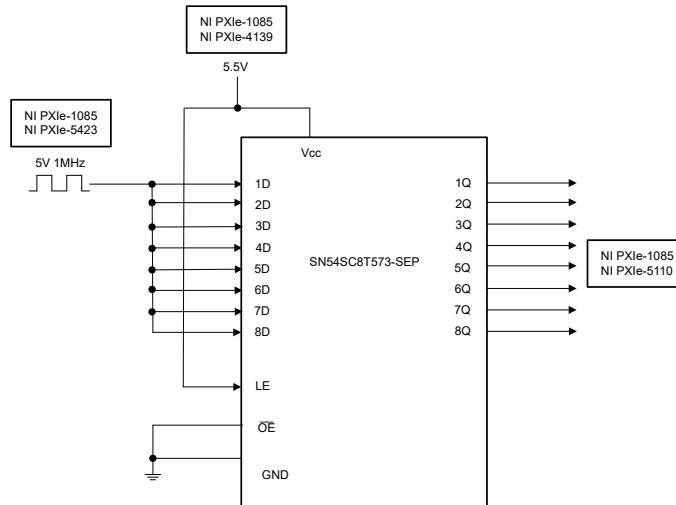 NI PXIe-1085
NI PXIe-4139
5.5V
NI PXIe-1085
NI PXIe-5423
5V 1MHz
Vcc
1D
2D
3D
4D
5D
6D
7D
8D
LE
OE
GND
SN54SC8T573-SEP
1Q
2Q
3Q
4Q
5Q
6Q
7Q
8Q
NI PXIe-1085
NI PXIe-5110